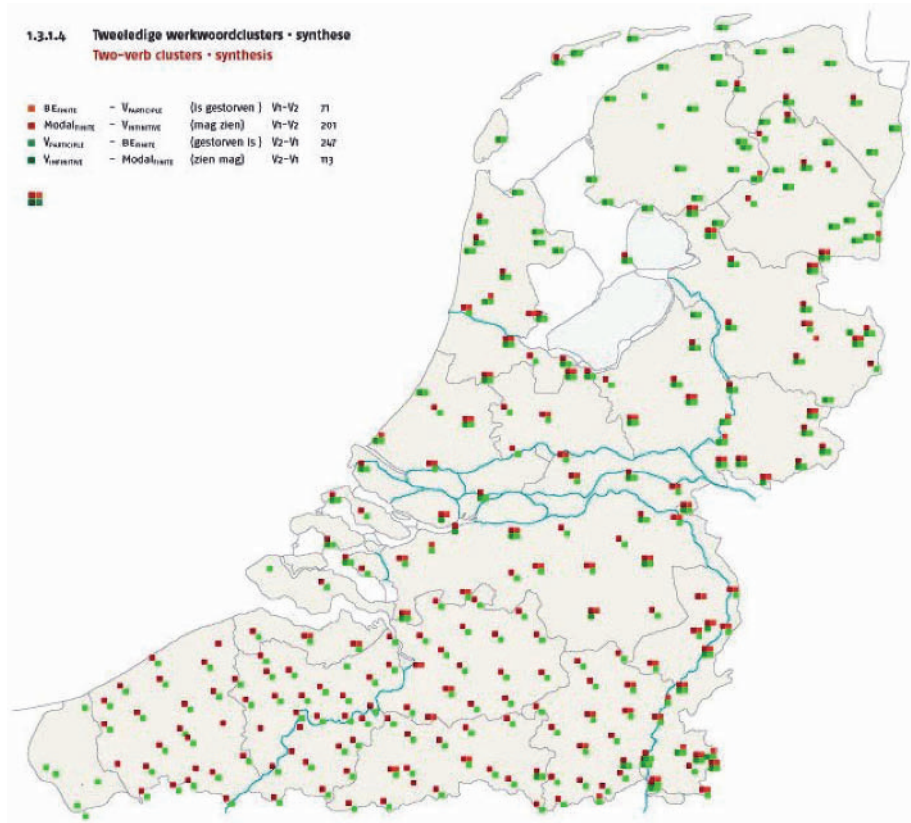 1.3.1.4 Tweeledige werkwoordclusters · synthese
Two-verb clusters · synthesis
BEFINITE - VPARTICIPLE (is gestorven ) V1-V2 71
ModalFINITE - VINFINITIVE (mag zien) V1-V2 201
VPARTICIPLE - BEFINITE (gestorven is ) V2-V1 247
VINFINITIVE - ModalFINITE (zien mag) V2-V1 113